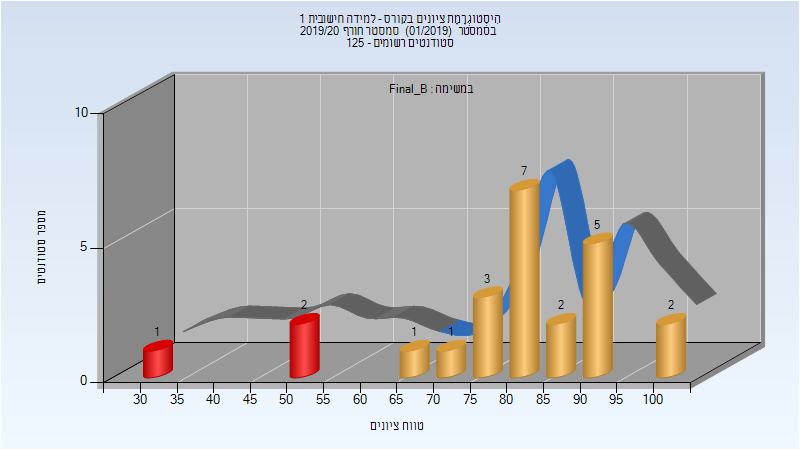 היסטוגרמת ציונים בקורס - למידה חישובית 1
בסמסטר (01/2019) סמסטר חורף 2019/20
סטודנטים רשומים - 125
במשימה : Final_B
מספר סטודנטים
10
5
0
1
2
1
1
3
7
2
5
2
30 35 40 45 50 55 60 65 70 75 80 85 90 95 100
טווח ציונים